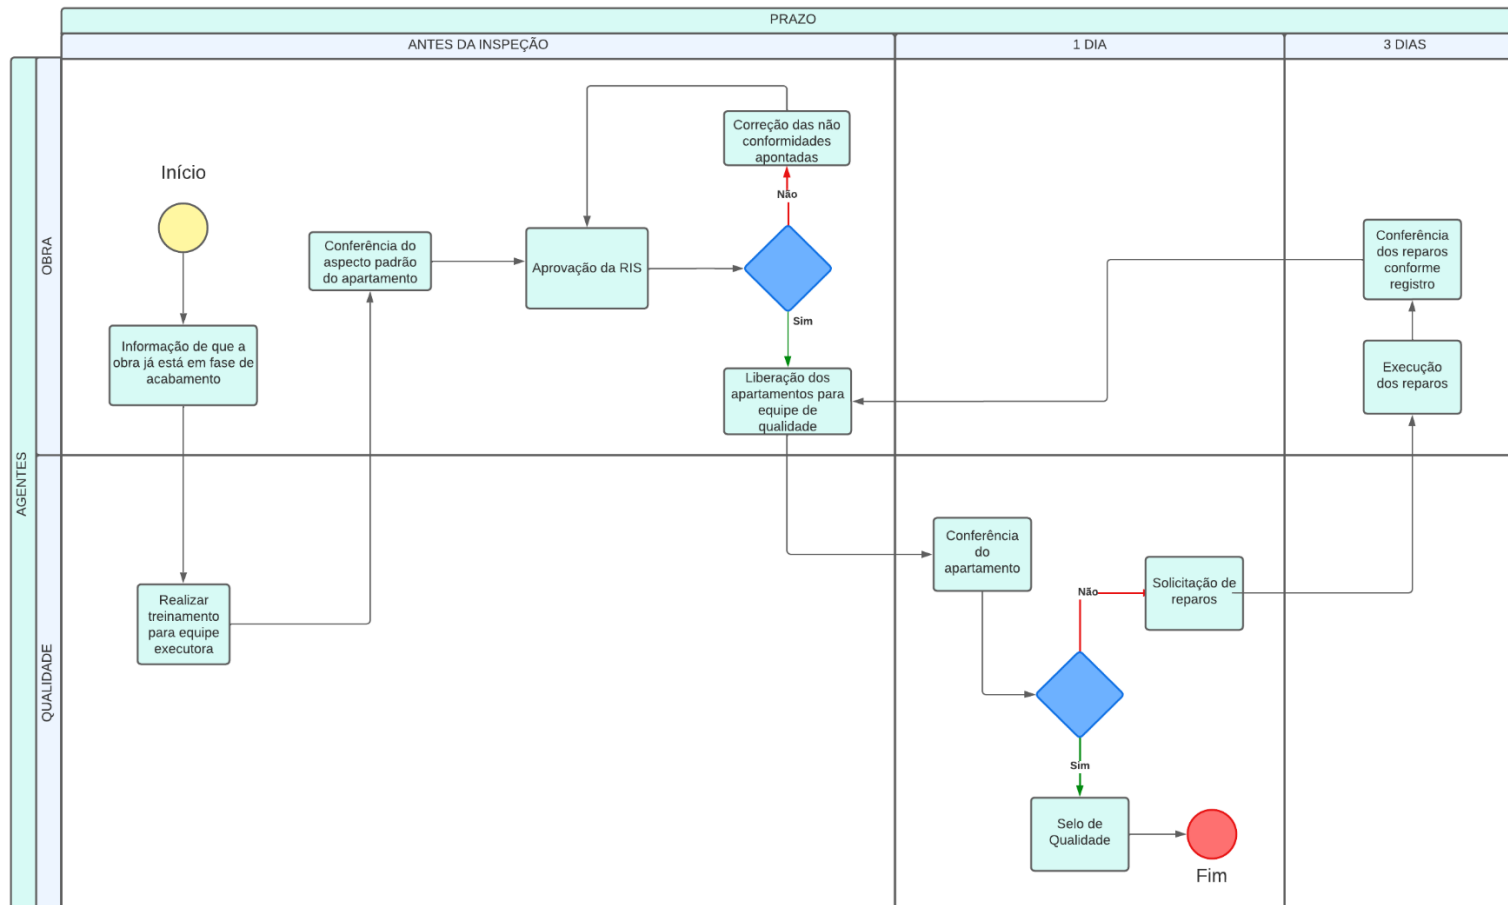 PRAZO
ANTES DA INSPEÇÃO
1 DIA
3 DIAS
AGENTES
OBRA
QUALIDADE
Início
Informação de que a
obra já está em fase de
acabamento
Realizar
treinamento
para equipe
executora
Conferência do
aspecto padrão
do apartamento
Aprovação da RIS
Correção das não
conformidades
apontadas
Não
Sim
Liberação dos
apartamentos para
equipe de
qualidade
Conferência
do
apartamento
Não
Solicitação de
reparos
Sim
Selo de
Qualidade
Fim
Conferência
dos reparos
conforme
registro
Execução
dos reparos